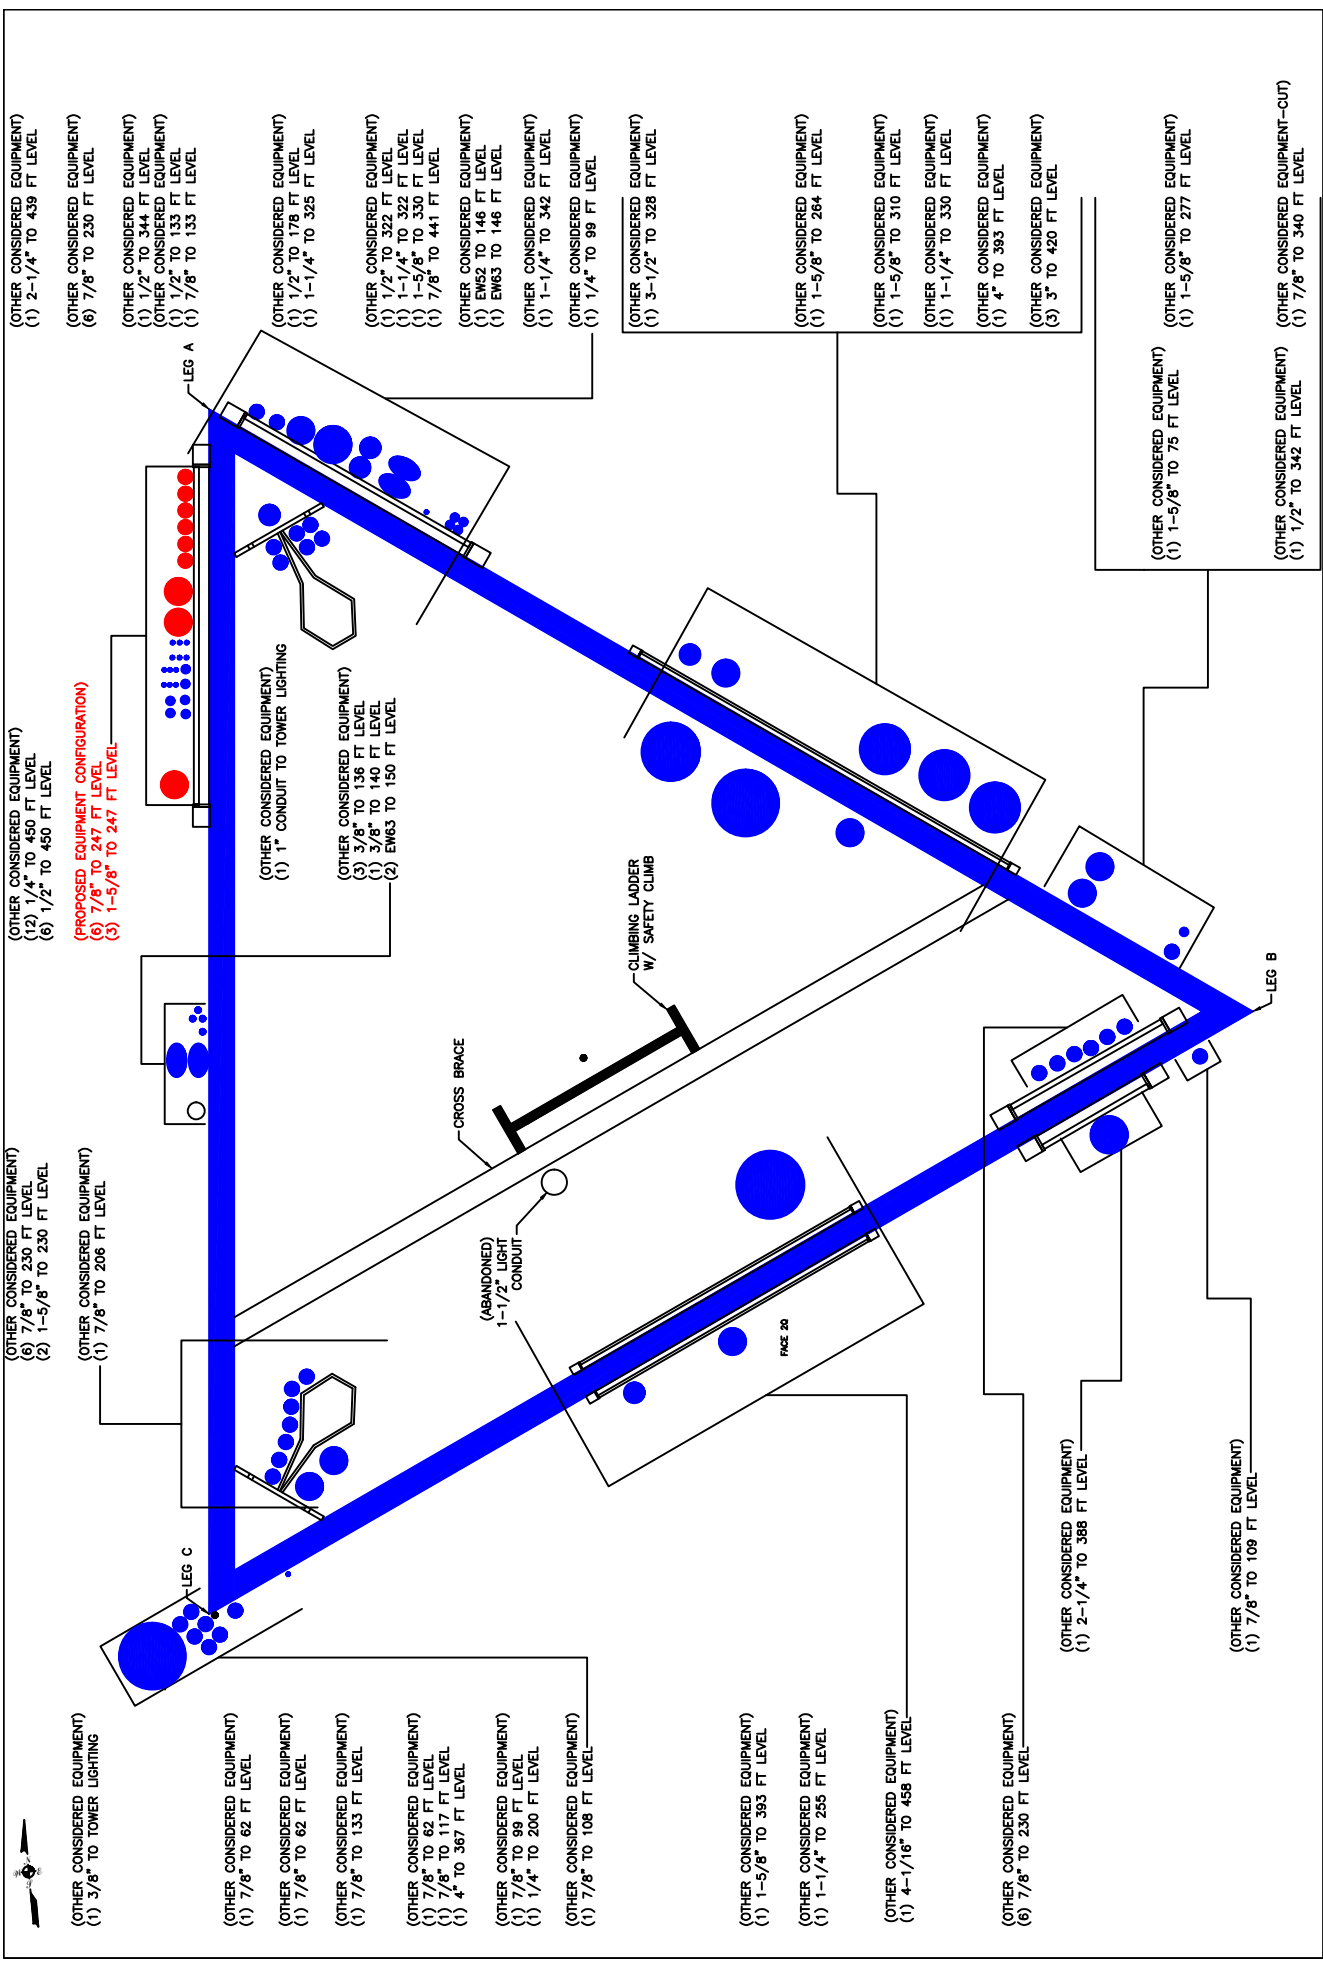 (OTHER CONSIDERED EQUIPMENT)
(1) 3/8" TO TOWER LIGHTING
(OTHER CONSIDERED EQUIPMENT)
(1) 7/8" TO 62 FT LEVEL
(OTHER CONSIDERED EQUIPMENT)
(1) 7/8" TO 62 FT LEVEL
(OTHER CONSIDERED EQUIPMENT)
(1) 7/8" TO 133 FT LEVEL
(OTHER CONSIDERED EQUIPMENT)
(1) 7/8" TO 62 FT LEVEL
(1) 7/8" TO 117 FT LEVEL
(1) 4" TO 367 FT LEVEL
(OTHER CONSIDERED EQUIPMENT)
(1) 7/8" TO 99 FT LEVEL
(1) 1/4" TO 200 FT LEVEL
(OTHER CONSIDERED EQUIPMENT)
(1) 7/8" TO 108 FT LEVEL
(OTHER CONSIDERED EQUIPMENT)
(1) 1-5/8" TO 393 FT LEVEL
(OTHER CONSIDERED EQUIPMENT)
(1) 1-1/4" TO 255 FT LEVEL
(OTHER CONSIDERED EQUIPMENT)
(1) 4-1/16" TO 458 FT LEVEL
(OTHER CONSIDERED EQUIPMENT)
(6) 7/8" TO 230 FT LEVEL
(OTHER CONSIDERED EQUIPMENT)
(1) 2-1/4" TO 388 FT LEVEL
(OTHER CONSIDERED EQUIPMENT)
(1) 7/8" TO 109 FT LEVEL
LEG C
(OTHER CONSIDERED EQUIPMENT)
(6) 7/8" TO 230 FT LEVEL
(2) 1-5/8" TO 230 FT LEVEL
(OTHER CONSIDERED EQUIPMENT)
(1) 7/8" TO 206 FT LEVEL
(ABANDONED)
1-1/2" LIGHT
CONDUIT
FACE 20
CROSS BRACE
CLIMBING LADDER
W/ SAFETY CLIMB
LEG B
(OTHER CONSIDERED EQUIPMENT)
(12) 1/4" TO 450 FT LEVEL
(6) 1/2" TO 450 FT LEVEL
(PROPOSED EQUIPMENT CONFIGURATION)
(6) 7/8" TO 247 FT LEVEL
(3) 1-5/8" TO 247 FT LEVEL
(OTHER CONSIDERED EQUIPMENT)
(1) 1" CONDUIT TO TOWER LIGHTING
(OTHER CONSIDERED EQUIPMENT)
(3) 3/8" TO 136 FT LEVEL
(1) 3/8" TO 140 FT LEVEL
(2) EW63 TO 150 FT LEVEL
LEG A
(OTHER CONSIDERED EQUIPMENT)
(1) 2-1/4" TO 439 FT LEVEL
(OTHER CONSIDERED EQUIPMENT)
(6) 7/8" TO 230 FT LEVEL
(OTHER CONSIDERED EQUIPMENT)
(1) 1/2" TO 344 FT LEVEL
(OTHER CONSIDERED EQUIPMENT)
(1) 1/2" TO 133 FT LEVEL
(1) 7/8" TO 133 FT LEVEL
(OTHER CONSIDERED EQUIPMENT)
(1) 1/2" TO 178 FT LEVEL
(1) 1-1/4" TO 325 FT LEVEL
(OTHER CONSIDERED EQUIPMENT)
(1) 1/2" TO 322 FT LEVEL
(1) 1-1/4" TO 322 FT LEVEL
(1) 1-5/8" TO 330 FT LEVEL
(1) 7/8" TO 441 FT LEVEL
(OTHER CONSIDERED EQUIPMENT)
(1) EW52 TO 146 FT LEVEL
(1) EW63 TO 146 FT LEVEL
(OTHER CONSIDERED EQUIPMENT)
(1) 1-1/4" TO 342 FT LEVEL
(OTHER CONSIDERED EQUIPMENT)
(1) 1/4" TO 99 FT LEVEL
(OTHER CONSIDERED EQUIPMENT)
(1) 3-1/2" TO 328 FT LEVEL
(OTHER CONSIDERED EQUIPMENT)
(1) 1-5/8" TO 264 FT LEVEL
(OTHER CONSIDERED EQUIPMENT)
(1) 1-5/8" TO 310 FT LEVEL
(OTHER CONSIDERED EQUIPMENT)
(1) 1-1/4" TO 330 FT LEVEL
(OTHER CONSIDERED EQUIPMENT)
(1) 4" TO 393 FT LEVEL
(OTHER CONSIDERED EQUIPMENT)
(3) 3" TO 420 FT LEVEL
(OTHER CONSIDERED EQUIPMENT)
(1) 1-5/8" TO 75 FT LEVEL
(OTHER CONSIDERED EQUIPMENT)
(1) 1-5/8" TO 277 FT LEVEL
(OTHER CONSIDERED EQUIPMENT)
(1) 1/2" TO 342 FT LEVEL
(OTHER CONSIDERED EQUIPMENT-CUT)
(1) 7/8" TO 340 FT LEVEL